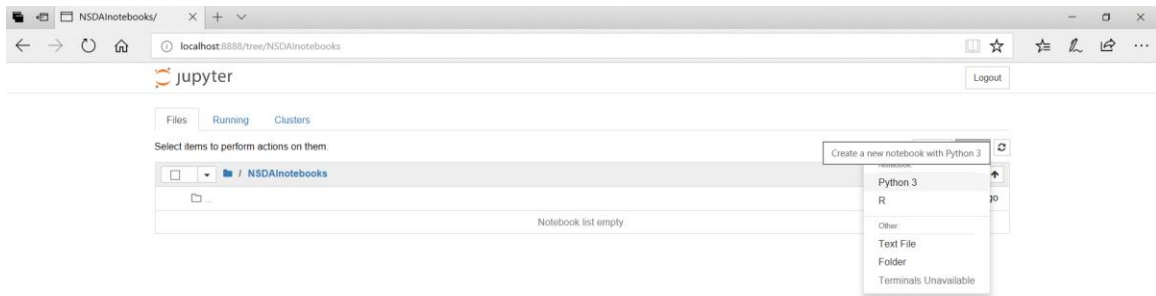 NSDAInotebooks/
localhost:8888/tree/NSDAInotebooks
jupyter
Logout
Files Running Clusters
Select items to perform actions on them.
Create a new notebook with Python 3
/ NSDAInotebooks
Notebook:
Python 3
..
R
go
Notebook list empty.
Other:
Text File
Folder
Terminals Unavailable